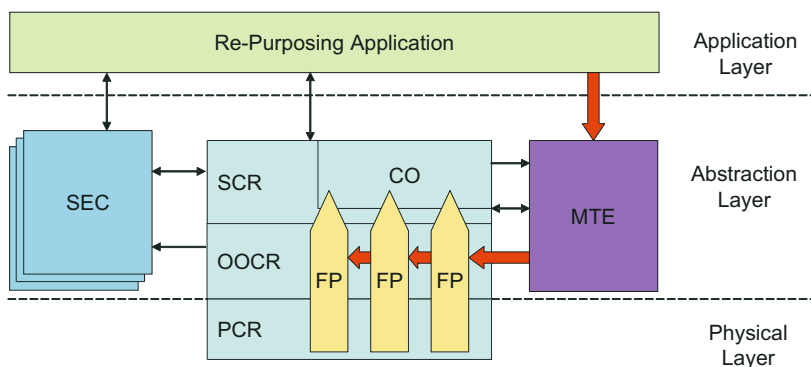 Re-Purposing Application
Application
Layer
SEC
SCR
CO
MTE
Abstraction
Layer
OOCR
FP
FP
FP
PCR
Physical
Layer